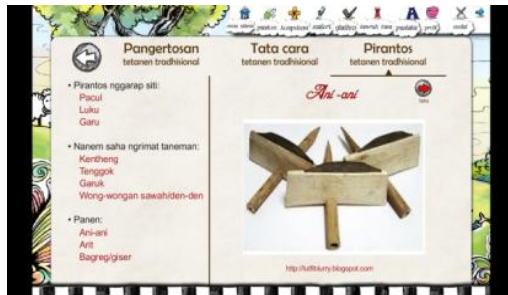 Pangertosan
tetanen tradhisional
Tata cara
tetanen tradhisional
Pirantos
tetanen tradhisional
• Pirantos nggarap siti:
Pacul
Luku
Garu
• Nanem saha ngrimat taneman:
Kentheng
Tenggok
Garuk
Wong-wongan sawah/den-den
• Panen:
Ani-ani
Arit
Bagreg/giser
Ani-ani
http://lutfiblurry.blogspot.com